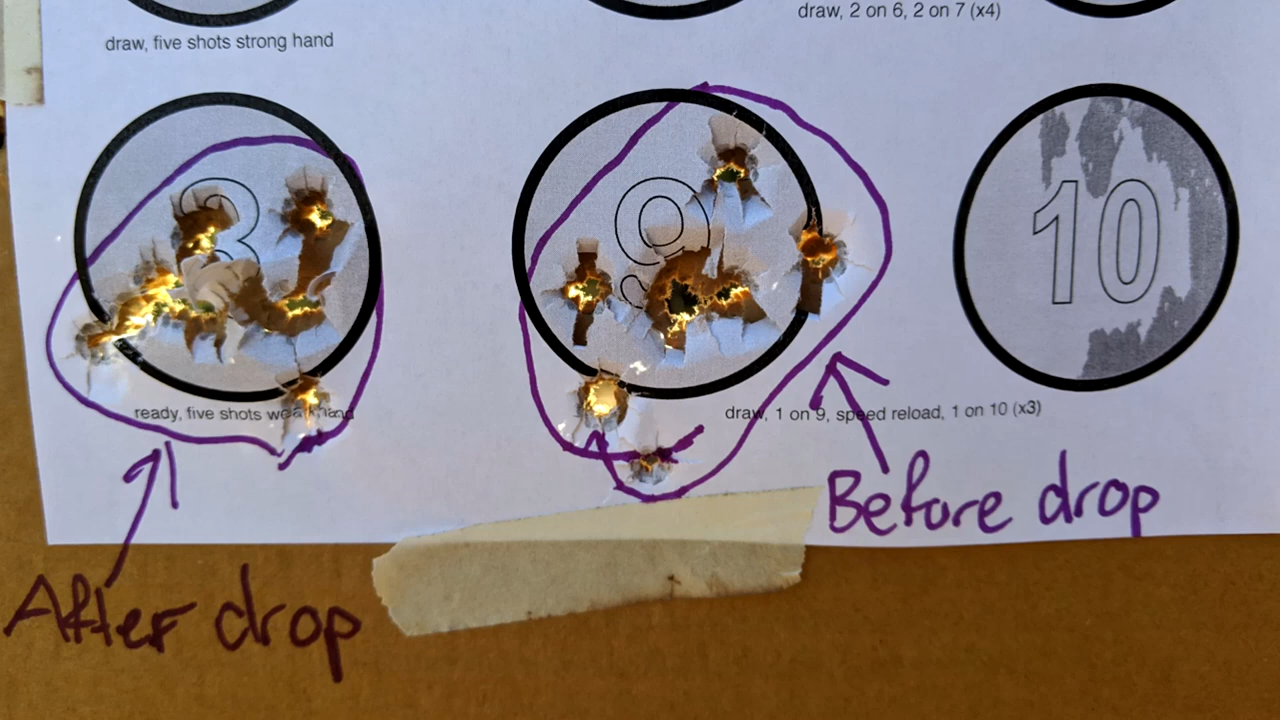 draw, 2 on 6, 2 on 7 (x4)
draw, five shots strong hand
3
9
10
ready, five shots weak hand
draw, 1 on 9, speed reload, 1 on 10 (x3)
Before drop
After drop